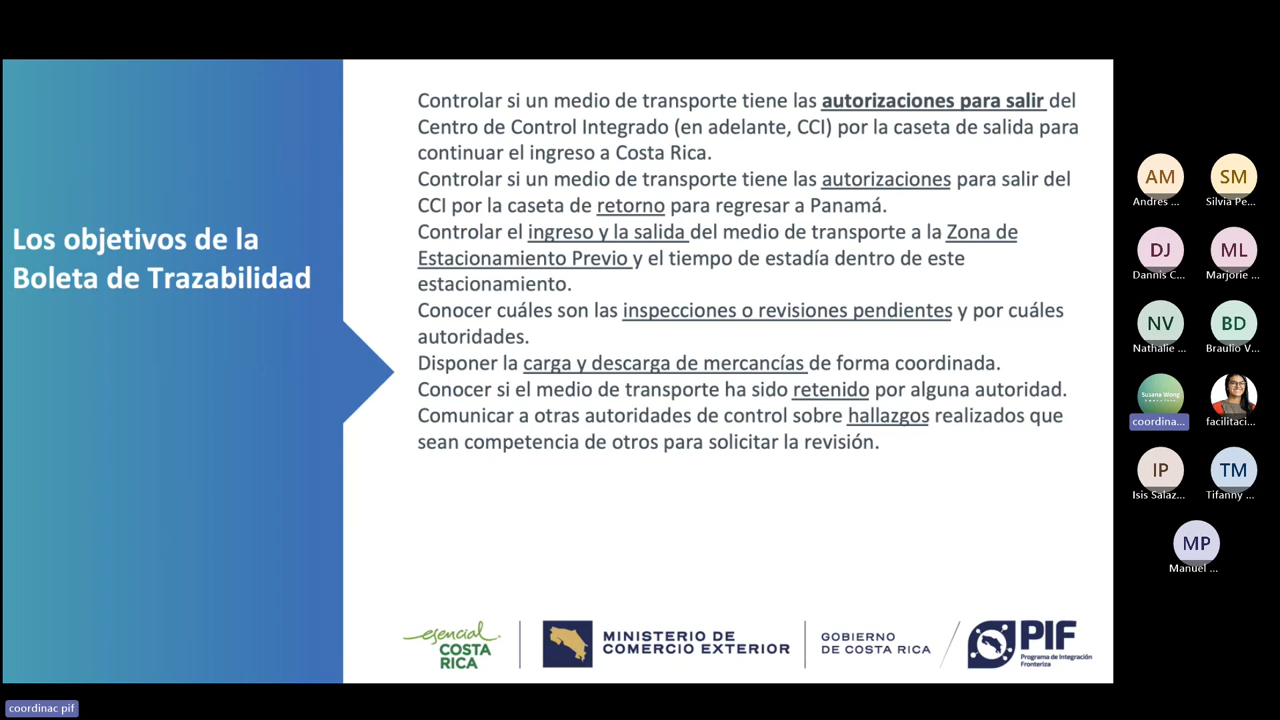 Los objetivos de la
Boleta de Trazabilidad
Controlar si un medio de transporte tiene las autorizaciones para salir del
Centro de Control Integrado (en adelante, CCI) por la caseta de salida para
continuar el ingreso a Costa Rica.
Controlar si un medio de transporte tiene las autorizaciones para salir del
CCI por la caseta de retorno para regresar a Panamá.
Controlar el ingreso y la salida del medio de transporte a la Zona de
Estacionamiento Previo y el tiempo de estadía dentro de este
estacionamiento.
Conocer cuáles son las inspecciones o revisiones pendientes y por cuáles
autoridades.
Disponer la carga y descarga de mercancías de forma coordinada.
Conocer si el medio de transporte ha sido retenido por alguna autoridad.
Comunicar a otras autoridades de control sobre hallazgos realizados que
sean competencia de otros para solicitar la revisión.
esencial
COSTA
RICA
MINISTERIO DE
COMERCIO EXTERIOR
GOBIERNO
DE COSTA RICA
PIF
Programa de Integración
Fronteriza
AM
Andres ...
SM
Silvia Pe...
DJ
Dannis C...
ML
Marjorie ...
NV
Nathalie ...
BD
Braulio V...
Susana Wong
coordina...
facilitaci...
IP
Isis Salaz...
TM
Tifanny ...
MP
Manuel ...
coordinac pif